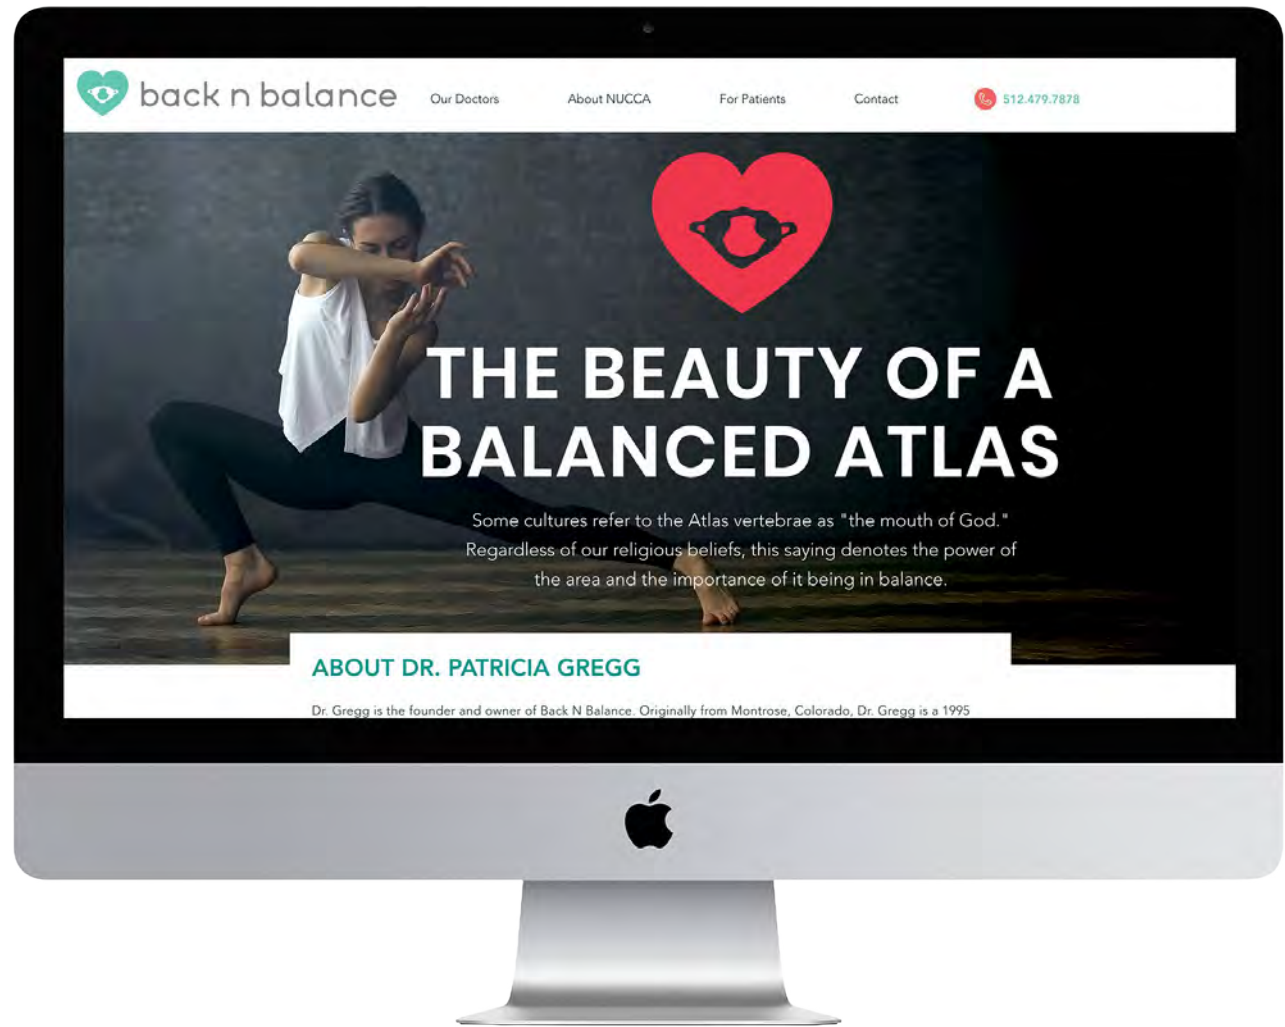 back n balance
Our Doctors
About NUCCA
For Patients
Contact
512.479.7878
THE BEAUTY OF A
BALANCED ATLAS
Some cultures refer to the Atlas vertebrae as "the mouth of God."
Regardless of our religious beliefs, this saying denotes the power of
the area and the importance of it being in balance.
ABOUT DR. PATRICIA GREGG
Dr. Gregg is the founder and owner of Back N Balance. Originally from Montrose, Colorado, Dr. Gregg is a 1995